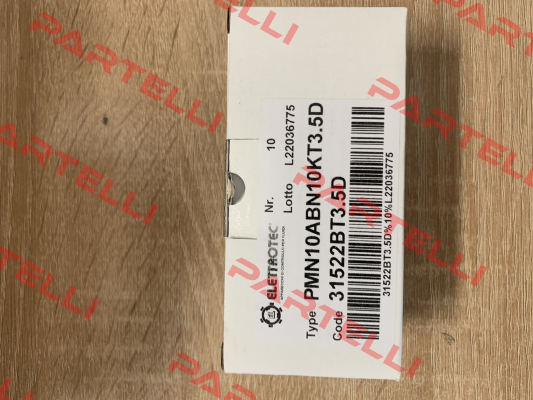 ELETTROTEC
Nr. 10
Lotto L22036775
Type PMN10ABN10KT3.5D
Code 31522BT3.5D
31522BT3.5D%10%L22036775
PARTELLI
PARTELLI
PARTELLI
PARTELLI
PARTELLI
PARTELLI